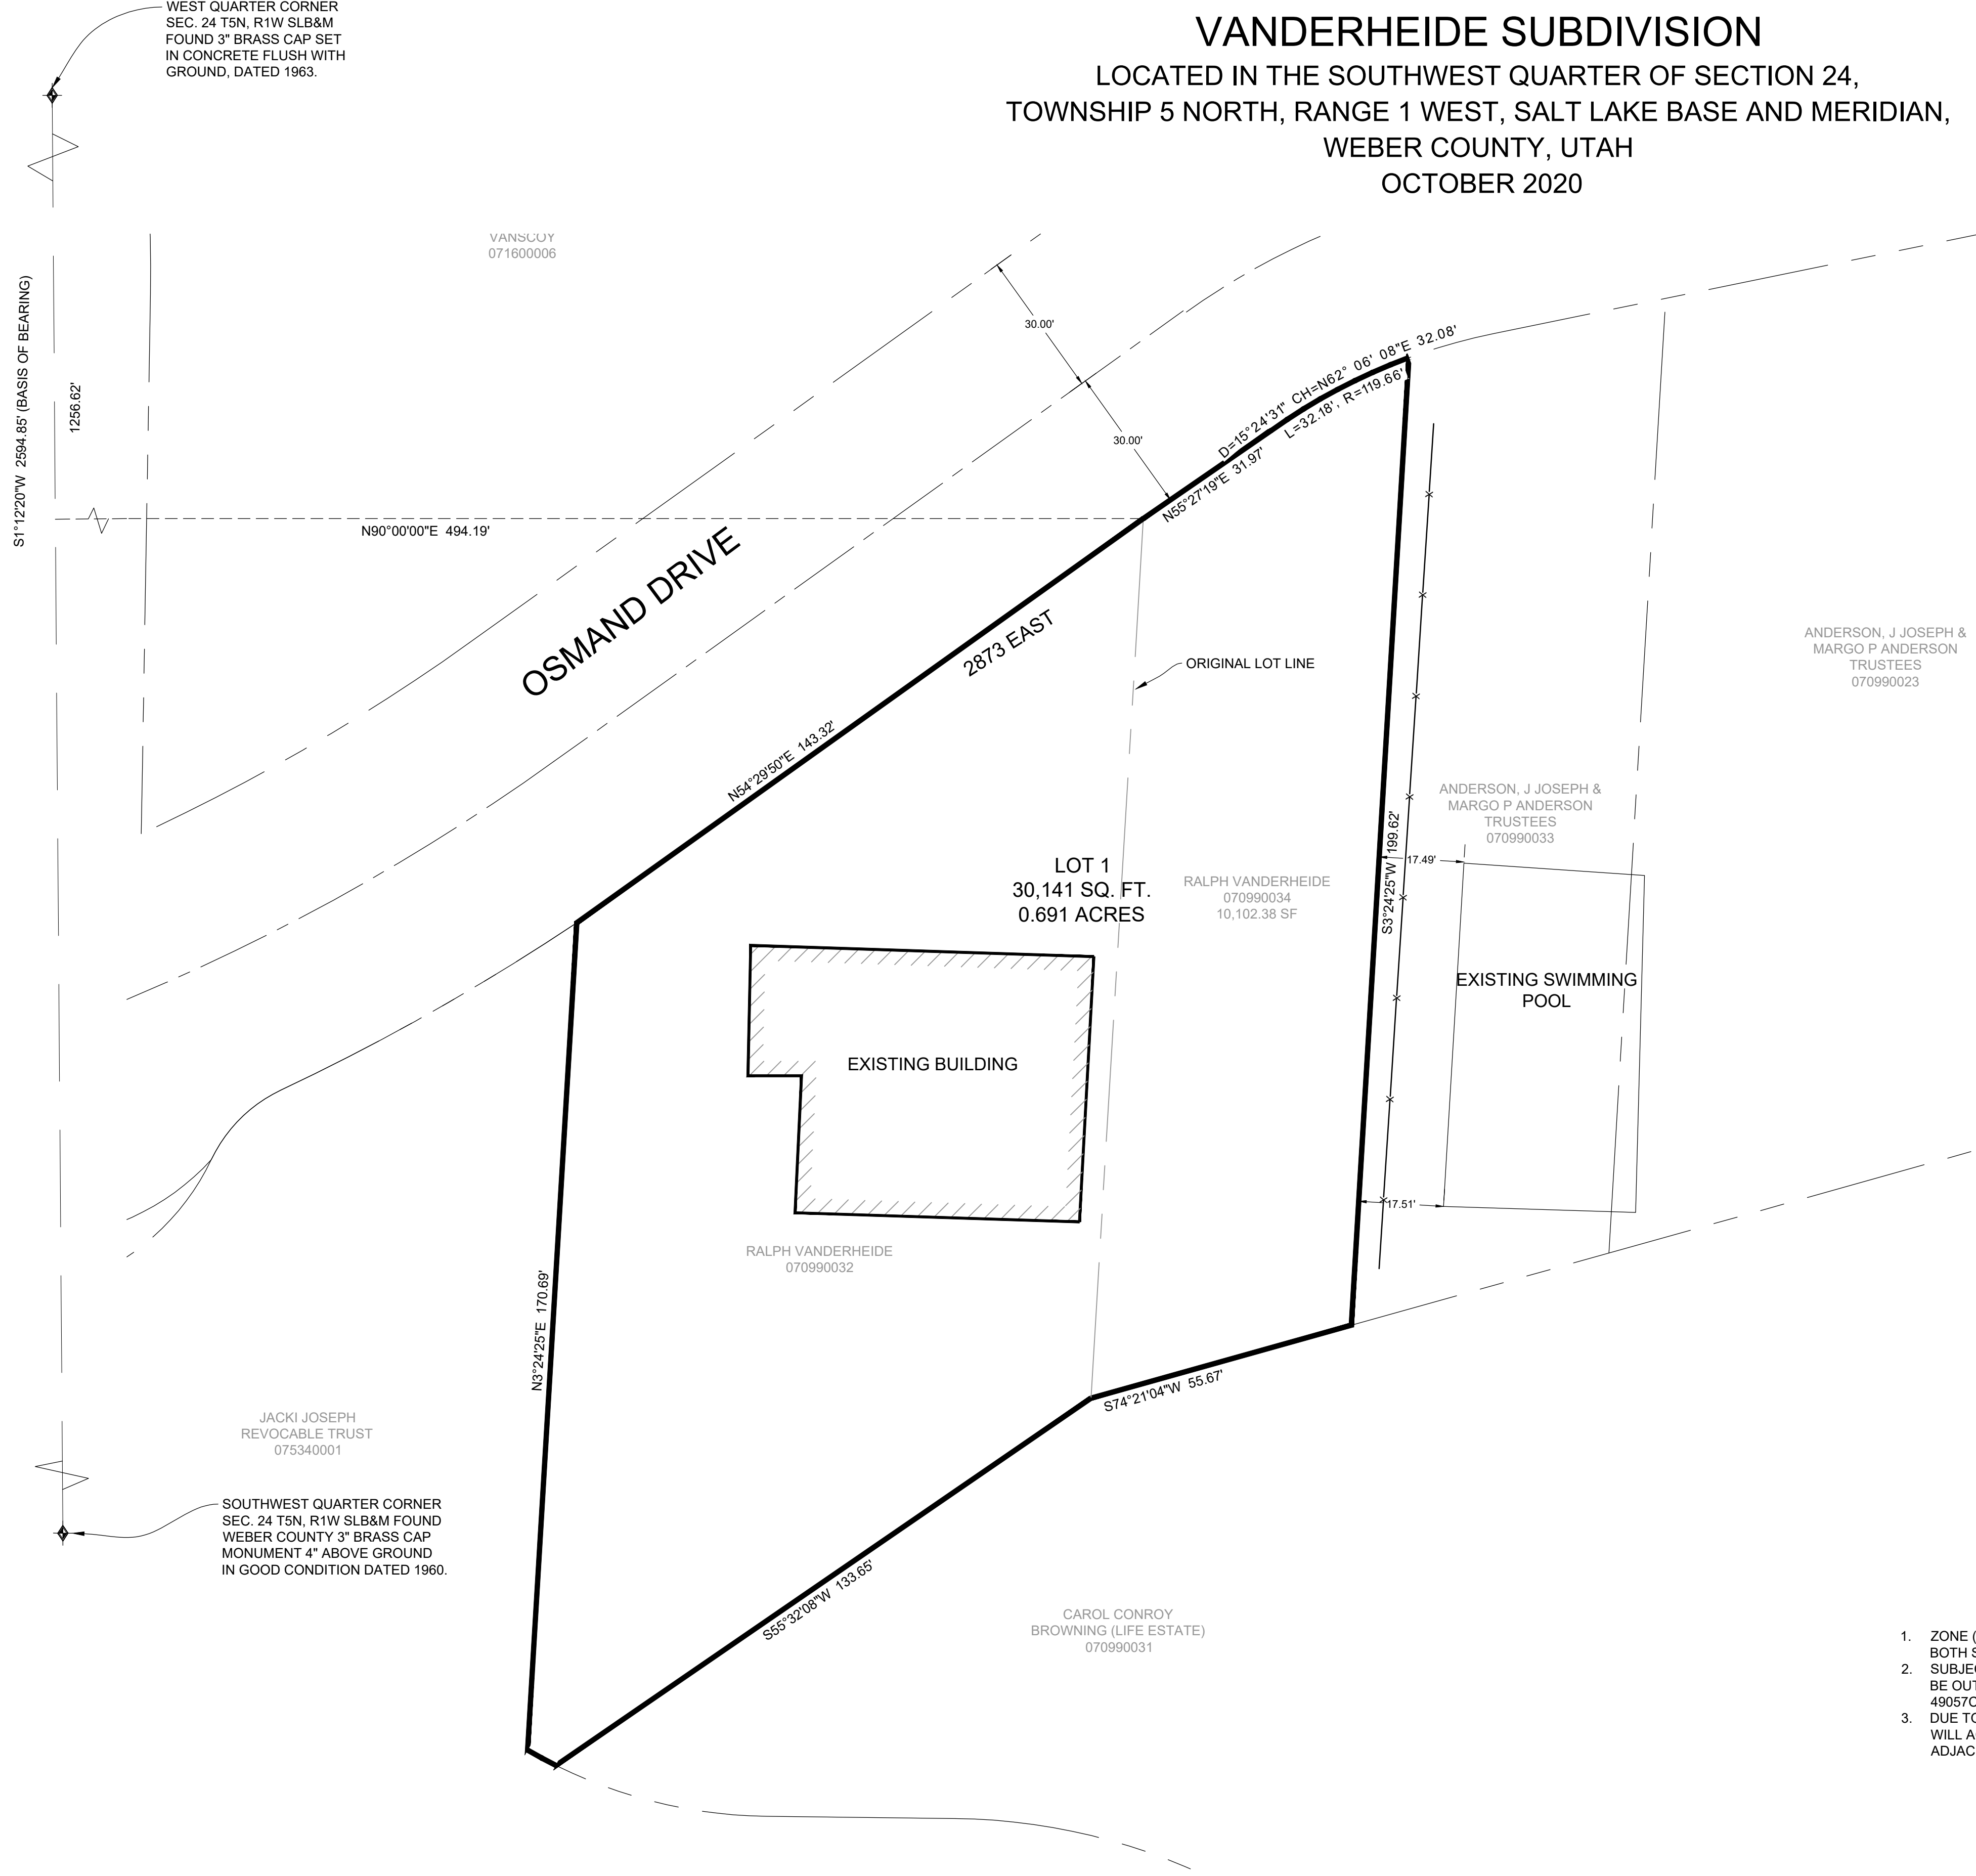 WEST QUARTER CORNER
SEC. 24 T5N, R1W SLB&M
FOUND 3" BRASS CAP SET
IN CONCRETE FLUSH WITH
GROUND, DATED 1963.
VANDERHEIDE SUBDIVISION
LOCATED IN THE SOUTHWEST QUARTER OF SECTION 24,
TOWNSHIP 5 NORTH, RANGE 1 WEST, SALT LAKE BASE AND MERIDIAN,
WEBER COUNTY, UTAH
OCTOBER 2020
VANSCOY
071600006
S1°12'20"W 2594.85' (BASIS OF BEARING)
1256.62'
30.00'
30.00'
D=15°24'31" CH=N62° 06' 08"E 32.08'
L=32.18', R=119.66'
N55°27'19"E 31.97'
N90°00'00"E 494.19'
OSMAND DRIVE
2873 EAST
ORIGINAL LOT LINE
ANDERSON, J JOSEPH &
MARGO P ANDERSON
TRUSTEES
070990023
N54°29'50"E 143.32'
ANDERSON, J JOSEPH &
MARGO P ANDERSON
TRUSTEES
070990033
S3°24'25"W 199.62'
17.49'
LOT 1
30,141 SQ. FT.
0.691 ACRES
RALPH VANDERHEIDE
070990034
10,102.38 SF
EXISTING SWIMMING
POOL
EXISTING BUILDING
17.51'
RALPH VANDERHEIDE
070990032
N3°24'25"E 170.69'
S74°21'04"W 55.67'
JACKI JOSEPH
REVOCABLE TRUST
075340001
SOUTHWEST QUARTER CORNER
SEC. 24 T5N, R1W SLB&M FOUND
WEBER COUNTY 3" BRASS CAP
MONUMENT 4" ABOVE GROUND
IN GOOD CONDITION DATED 1960.
S55°32'08"W 133.65'
CAROL CONROY
BROWNING (LIFE ESTATE)
070990031
1. ZONE (
BOTH
2.
BE
3. DUE
WILL